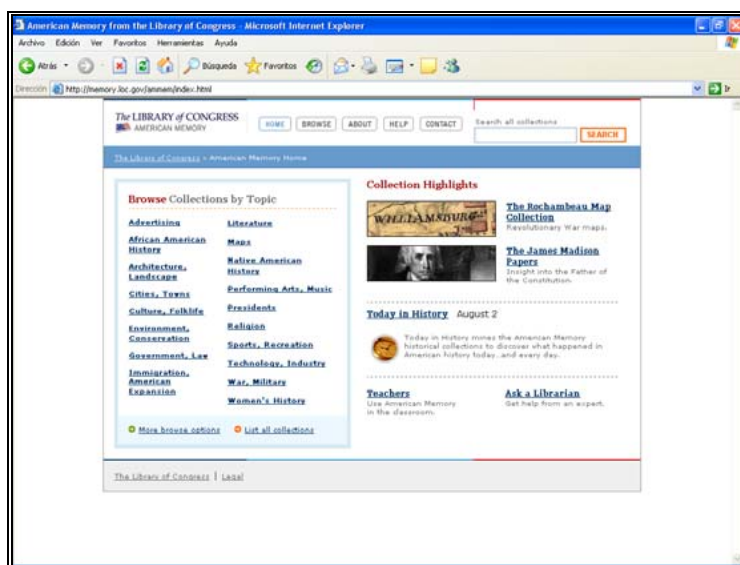 American Memory from the Library of Congress - Microsoft Internet Explorer
Archivo Edición Ver Favoritos Herramientas Ayuda
Atrás Búsqueda Favoritos
Dirección http://memory.loc.gov/ammem/index.html Ir
The LIBRARY of CONGRESS
AMERICAN MEMORY
HOME BROWSE ABOUT HELP CONTACT
Search all collections
SEARCH
The Library of Congress > American Memory Home
Browse Collections by Topic
Advertising
African American
History
Architecture,
Landscape
Cities, Towns
Culture, Folklife
Environment,
Conservation
Government, Law
Immigration,
American
Expansion
Literature
Maps
Native American
History
Performing Arts, Music
Presidents
Religion
Sports, Recreation
Technology, Industry
War, Military
Women's History
More browse options List all collections
Collection Highlights
WILLIAMSBURG
The Rochambeau Map
Collection
Revolutionary War maps.
The James Madison
Papers
Insight into the Father of
the Constitution.
Today in History August 2
Today in History mines the American Memory
historical collections to discover what happened in
American history today...and every day.
Teachers
Use American Memory
in the classroom.
Ask a Librarian
Get help from an expert.
The Library of Congress | Legal